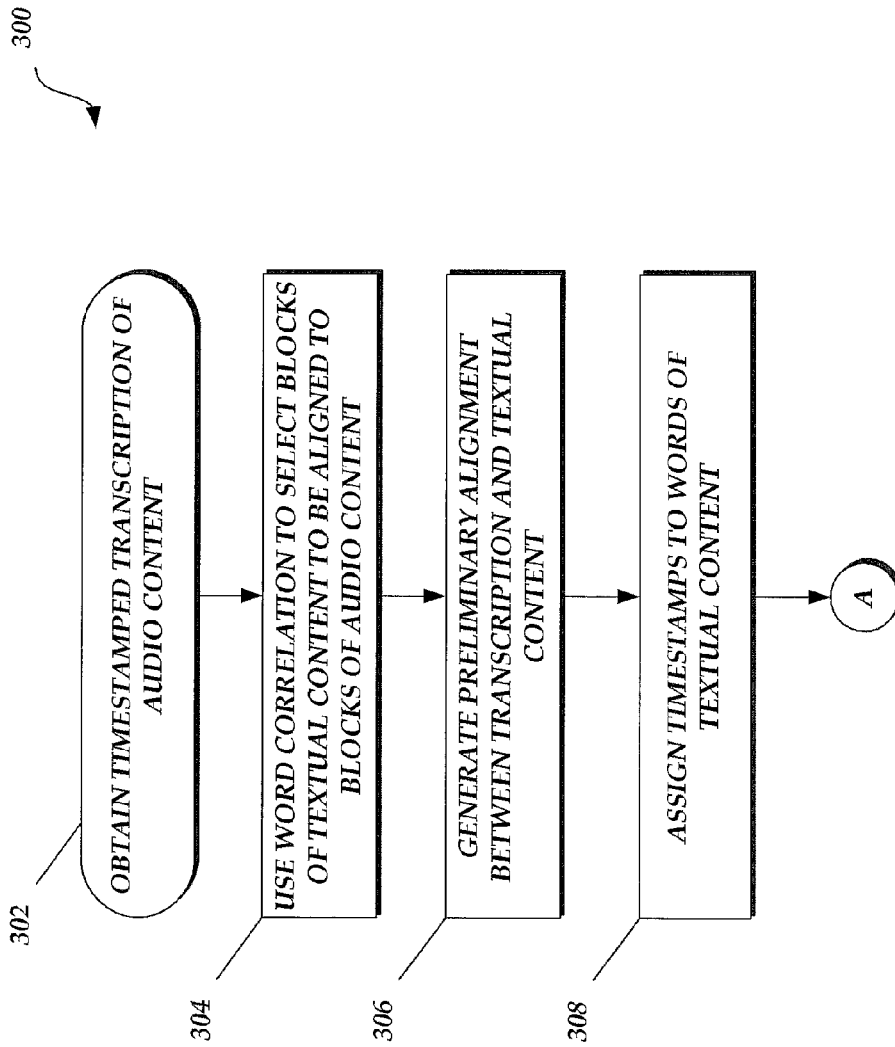 300
302
OBTAIN TIMESTAMPED TRANSCRIPTION OF
AUDIO CONTENT
304
USE WORD CORRELATION TO SELECT BLOCKS
OF TEXTUAL CONTENT TO BE ALIGNED TO
BLOCKS OF AUDIO CONTENT
306
GENERATE PRELIMINARY ALIGNMENT
BETWEEN TRANSCRIPTION AND TEXTUAL
CONTENT
308
ASSIGN TIMESTAMPS TO WORDS OF
TEXTUAL CONTENT
A